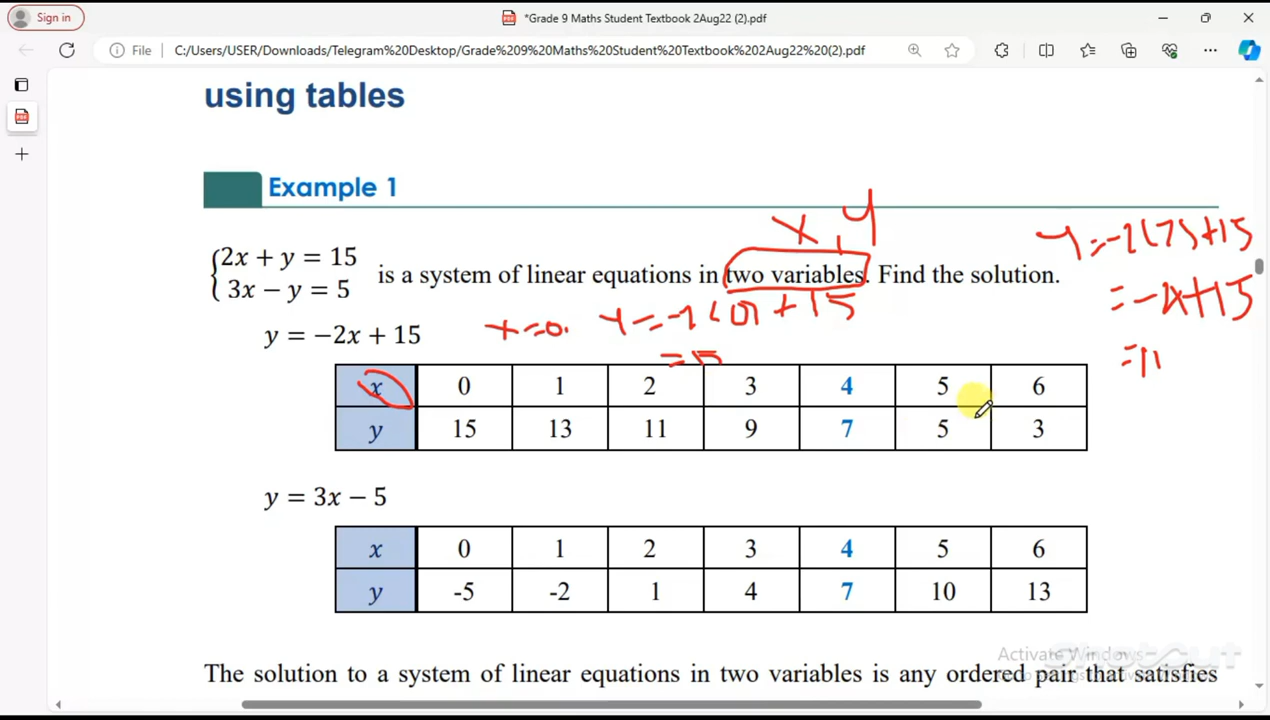 Sign in
*Grade 9 Maths Student Textbook 2Aug22 (2).pdf
File C:/Users/USER/Downloads/Telegram%20Desktop/Grade%209%20Maths%20Student%20Textbook%202Aug22%20(2).pdf
using tables
Example 1
x, y
2x + y = 15
3x − y = 5
is a system of linear equations in two variables. Find the solution.
y = -2(2)+15
= -4+15
= 11
y = −2x + 15
x=0. y = -2(0)+15
= 15
x 0 1 2 3 4 5 6
y 15 13 11 9 7 5 3
y = 3x − 5
x 0 1 2 3 4 5 6
y -5 -2 1 4 7 10 13
Activate Windows
The solution to a system of linear equations in two variables is any ordered pair that satisfies